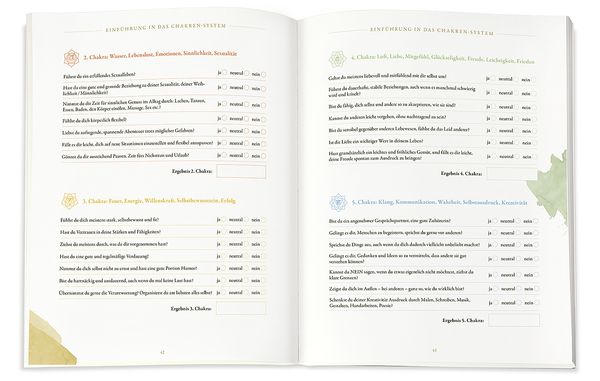 EINFÜHRUNG IN DAS CHAKREN-SYSTEM
2. Chakra: Wasser, Lebenslust, Emotionen, Sinnlichkeit, Sexualität
Führst du ein erfüllendes Sexualleben? ja neutral nein
Hast du eine gute und gesunde Beziehung zu deiner Sexualität, deiner Weib-
lichkeit / Männlichkeit? ja neutral nein
Nimmst du dir Zeit für sinnlichen Genuss im Alltag durch: Lachen, Tanzen,
Essen, Baden, den Körper einölen, Massage, Sex etc.? ja neutral nein
Fühlst du dich körperlich flexibel? ja neutral nein
Liebst du aufregende, spannende Abenteuer trotz möglicher Gefahren? ja neutral nein
Fällt es dir leicht, dich auf neue Situationen einzustellen und flexibel anzupassen? ja neutral nein
Gönnst du dir ausreichend Pausen, Zeit fürs Nichtstun und Urlaub? ja neutral nein
Ergebnis 2. Chakra:
3. Chakra: Feuer, Energie, Willenskraft, Selbstbewusstsein, Erfolg
Fühlst du dich meistens stark, selbstbewusst und fit? ja neutral nein
Hast du Vertrauen in deine Stärken und Fähigkeiten? ja neutral nein
Ziehst du meistens durch, was du dir vorgenommen hast? ja neutral nein
Hast du eine gute und regelmäßige Verdauung? ja neutral nein
Nimmst du dich selbst nicht zu ernst und hast eine gute Portion Humor? ja neutral nein
Bist du hartnäckig und ausdauernd, auch wenn du mal keine Lust hast? ja neutral nein
Übernimmst du gerne die Verantwortung? Organisierst du am liebsten alles selbst? ja neutral nein
Ergebnis 3. Chakra:
42
EINFÜHRUNG IN DAS CHAKREN-SYSTEM
4. Chakra: Luft, Liebe, Mitgefühl, Glückseligkeit, Freude, Leichtigkeit, Frieden
Gehst du meistens liebevoll und mitfühlend mit dir selbst um? ja neutral nein
Führst du dauerhafte, stabile Beziehungen, auch wenn es manchmal schwierig
wird und kriselt? ja neutral nein
Bist du fähig, dich selbst und andere so zu akzeptieren, wie sie sind? ja neutral nein
Kannst du anderen leicht vergeben, ohne nachtragend zu sein? ja neutral nein
Bist du sensibel gegenüber anderen Lebewesen, fühlst du das Leid anderer? ja neutral nein
Ist die Liebe ein wichtiger Wert in deinem Leben? ja neutral nein
Hast grundsätzlich ein leichtes und fröhliches Gemüt, und fällt es dir leicht,
deine Freude spontan zum Ausdruck zu bringen? ja neutral nein
Ergebnis 4. Chakra:
5. Chakra: Klang, Kommunikation, Wahrheit, Selbstausdruck, Kreativität
Bist du ein angenehmer Gesprächspartner, eine gute Zuhörerin? ja neutral nein
Gelingt es dir, Menschen zu begeistern, sprichst du gerne vor anderen? ja neutral nein
Sprichst du Dinge aus, auch wenn du dich dadurch vielleicht unbeliebt machst? ja neutral nein
Gelingt es dir, Gedanken und Ideen so zu vermitteln, dass andere sie gut
verstehen können? ja neutral nein
Kannst du NEIN sagen, wenn du etwas eigentlich nicht möchtest, ziehst du
klare Grenzen? ja neutral nein
Zeigst du dich im Außen – bei anderen – ganz so, wie du wirklich bist? ja neutral nein
Schenkst du deiner Kreativität Ausdruck durch Malen, Schreiben, Musik,
Gestalten, Handarbeiten, Poesie? ja neutral nein
Ergebnis 5. Chakra:
43